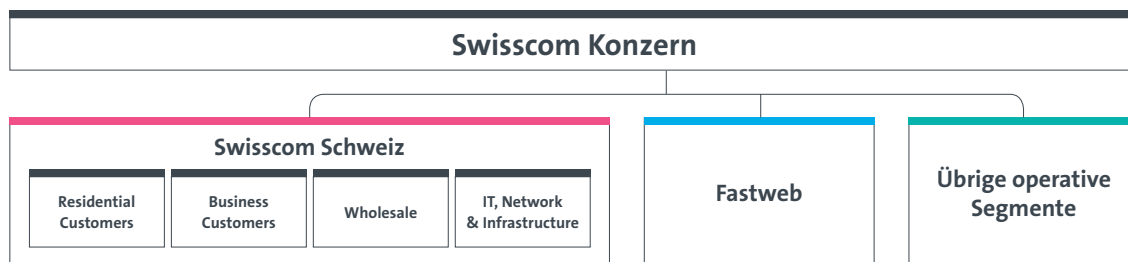 Swisscom Konzern
Swisscom Schweiz
Residential
Customers
Business
Customers
Wholesale
IT, Network
& Infrastructure
Fastweb
Übrige operative
Segmente